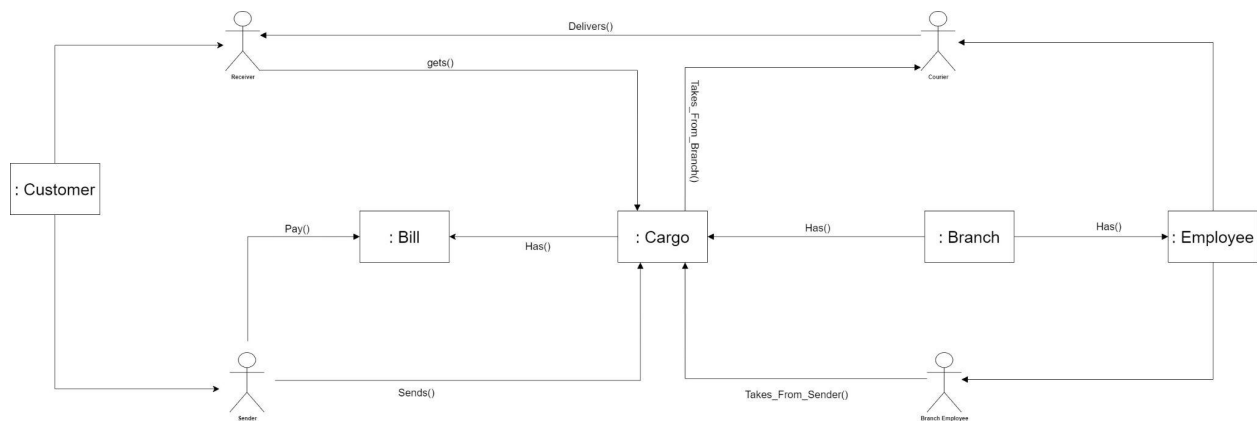 Delivers()
Receiver
Courier
gets()
Takes_From_Branch()
: Customer
Pay()
: Bill
Has()
: Cargo
Has()
: Branch
Has()
: Employee
Sends()
Takes_From_Sender()
Sender
Branch Employee